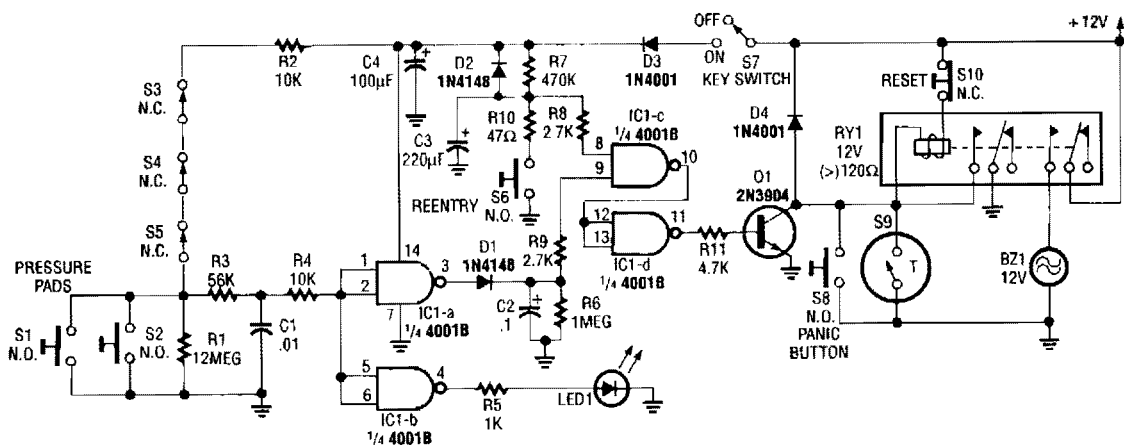 R2
10K
C4
100µF
D2
1N4148
R7
470K
D3
1N4001
OFF
ON
S7
KEY SWITCH
+12V
S3
N.C.
S4
N.C.
S5
N.C.
C3
220µF
R10
47Ω
R8
2.7K
S6
N.O.
REENTRY
IC1-c
1/4 4001B
8
9
10
12
13
11
IC1-d
1/4 4001B
R11
4.7K
D4
1N4001
Q1
2N3904
RESET
S10
N.C.
RY1
12V
(>)120Ω
S9
T
BZ1
12V
S8
N.O.
PANIC
BUTTON
PRESSURE
PADS
S1
N.O.
S2
N.O.
R1
12MEG
R3
56K
C1
.01
R4
10K
1
2
14
3
7
IC1-a
1/4 4001B
D1
1N4148
R9
2.7K
C2
.1
R6
1MEG
5
6
4
IC1-b
1/4 4001B
R5
1K
LED1